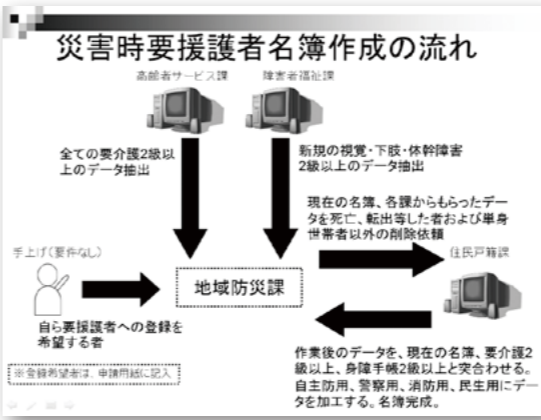 災害時要援護者名簿作成の流れ
高齢者サービス課
障害者福祉課
全ての要介護2級以
上のデータ抽出
新規の視覚・下肢・体幹障害
2級以上のデータ抽出
現在の名簿、各課からもらったデー
タを死亡、転出等した者および単身
世帯者以外の削除依頼
手上げ(要件なし)
住民戸籍課
地域防災課
自ら要援護者への登録を
希望する者
※登録希望者は、申請用紙に記入
作業後のデータを、現在の名簿、要介護2
級以上、身障手帳2級以上と突合わせる。
自主防用、警察用、消防用、民生用にデー
タを加工する。名簿完成。